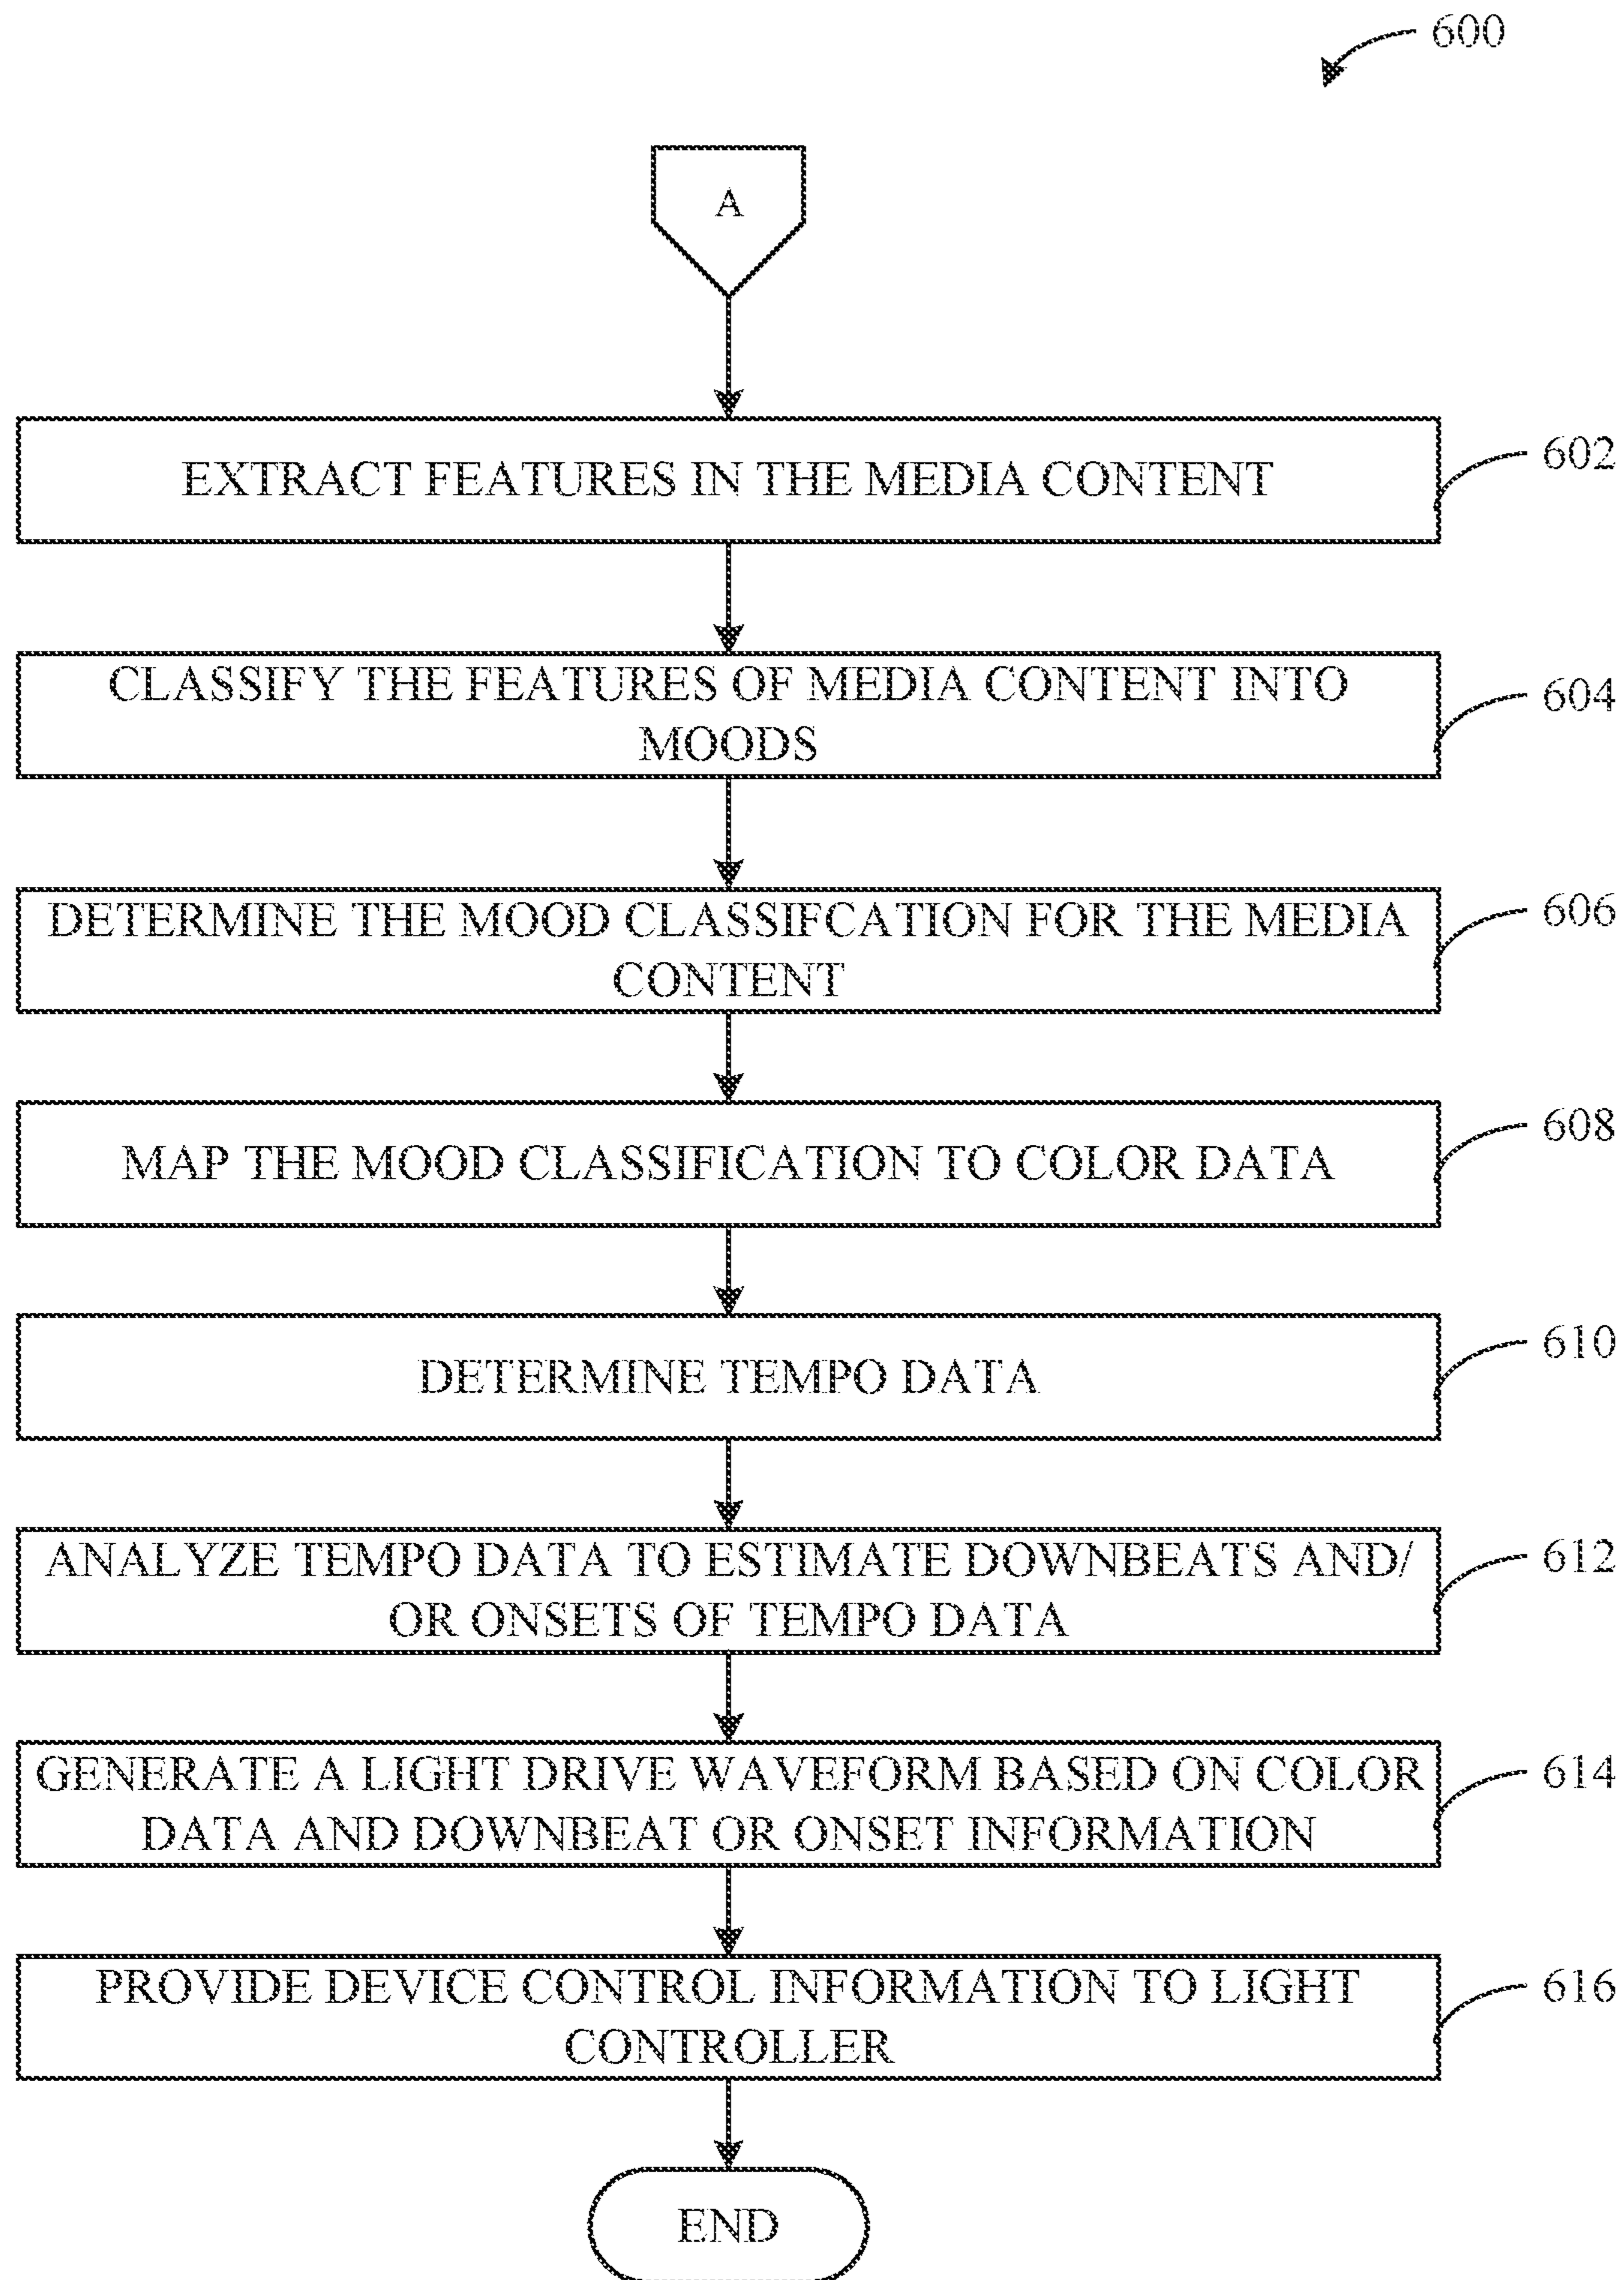 600
A
EXTRACT FEATURES IN THE MEDIA CONTENT
602
CLASSIFY THE FEATURES OF MEDIA CONTENT INTO
MOODS
604
DETERMINE THE MOOD CLASSIFCATION FOR THE MEDIA
CONTENT
606
MAP THE MOOD CLASSIFICATION TO COLOR DATA
608
DETERMINE TEMPO DATA
610
ANALYZE TEMPO DATA TO ESTIMATE DOWNBEATS AND/
OR ONSETS OF TEMPO DATA
612
GENERATE A LIGHT DRIVE WAVEFORM BASED ON COLOR
DATA AND DOWNBEAT OR ONSET INFORMATION
614
PROVIDE DEVICE CONTROL INFORMATION TO LIGHT
CONTROLLER
616
END